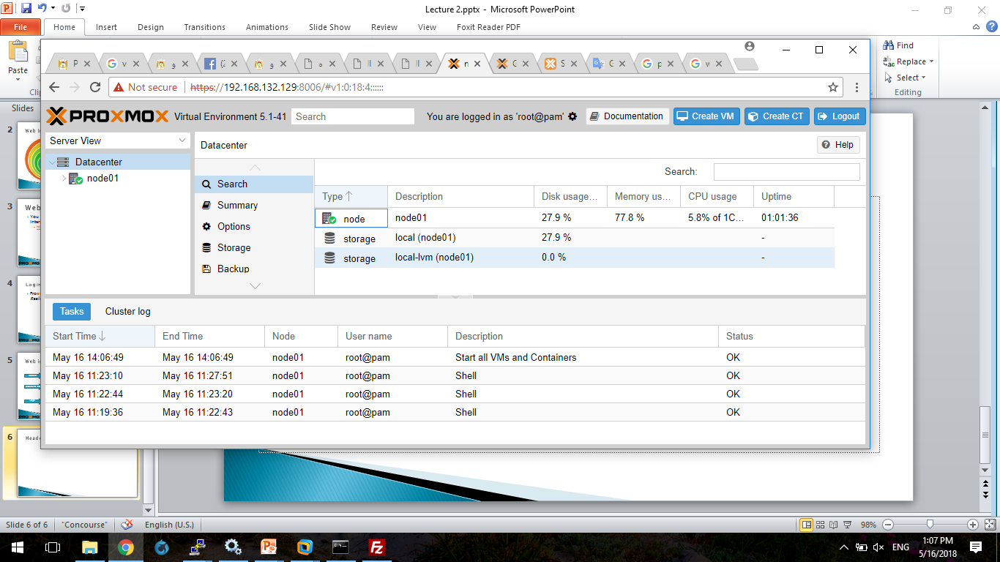 Lecture 2.pptx - Microsoft PowerPoint
File Home Insert Design Transitions Animations Slide Show Review View Foxit Reader PDF
Paste
Find
Replace
Select
Editing
Slides
Not secure https://192.168.132.129:8006/#v1:0:18:4::::::
PROXMOX Virtual Environment 5.1-41 Search You are logged in as 'root@pam' Documentation Create VM Create CT Logout
Server View
Datacenter
node01
Datacenter Help
Search
Summary
Options
Storage
Backup
Search:
Type Description Disk usage... Memory us... CPU usage Uptime
node node01 27.9 % 77.8 % 5.8% of 1C... 01:01:36
storage local (node01) 27.9 % -
storage local-lvm (node01) 0.0 % -
Tasks Cluster log
Start Time End Time Node User name Description Status
May 16 14:06:49 May 16 14:06:49 node01 root@pam Start all VMs and Containers OK
May 16 11:23:10 May 16 11:27:51 node01 root@pam Shell OK
May 16 11:22:44 May 16 11:23:20 node01 root@pam Shell OK
May 16 11:19:36 May 16 11:22:43 node01 root@pam Shell OK
2
3
4
5
6
Slide 6 of 6 "Concourse" English (U.S.) 98%
ENG
1:07 PM
5/16/2018